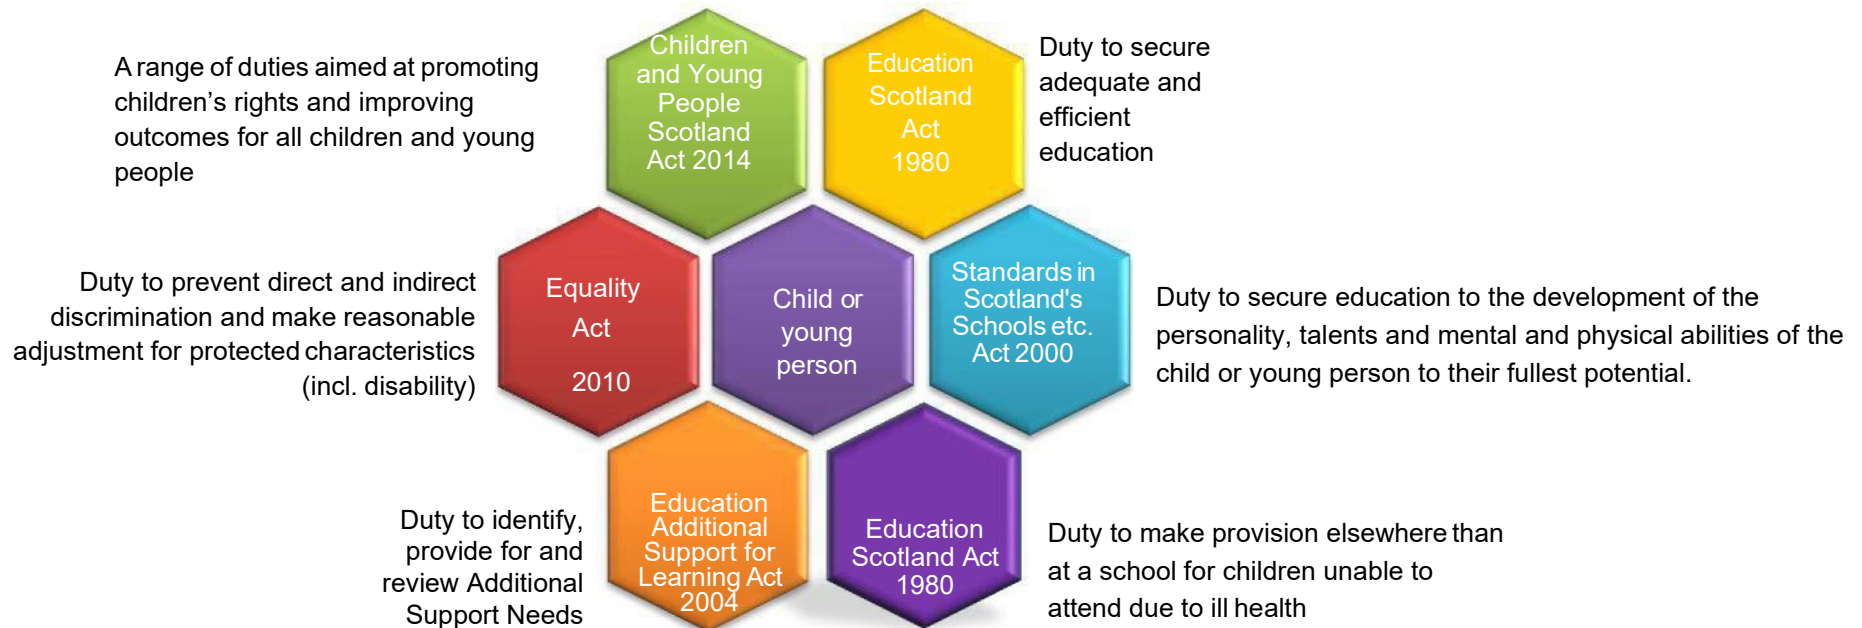 A range of duties aimed at promoting
children’s rights and improving
outcomes for all children and young
people
Children
and Young
People
Scotland
Act 2014
Education
Scotland
Act
1980
Duty to secure
adequate and
efficient
education
Duty to prevent direct and indirect
discrimination and make reasonable
adjustment for protected characteristics
(incl. disability)
Equality
Act
2010
Child or
young
person
Standards in
Scotland's
Schools etc.
Act 2000
Duty to secure education to the development of the
personality, talents and mental and physical abilities of the
child or young person to their fullest potential.
Duty to identify,
provide for and
review Additional
Support Needs
Education
Additional
Support for
Learning Act
2004
Education
Scotland Act
1980
Duty to make provision elsewhere than
at a school for children unable to
attend due to ill health